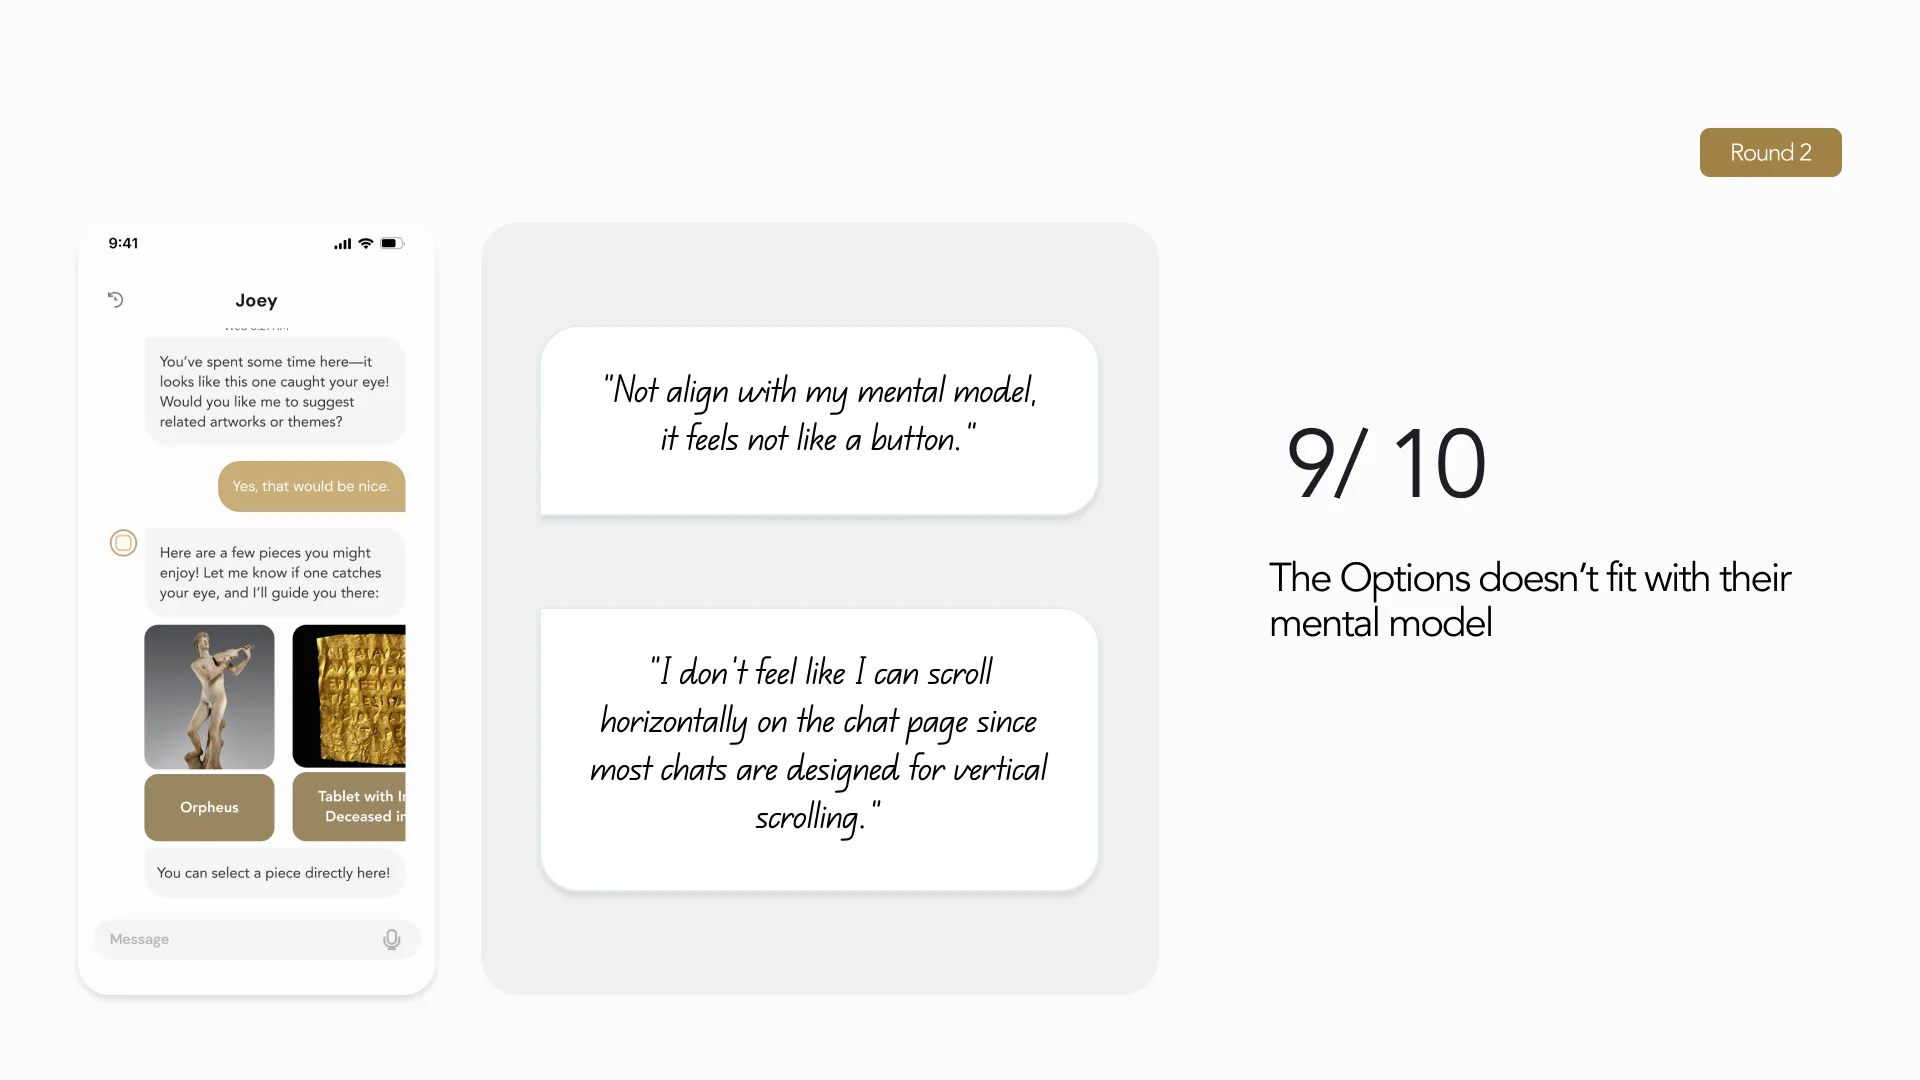 Round 2
9:41
Joey
You've spent some time here—it
looks like this one caught your eye!
Would you like me to suggest
related artworks or themes?
Yes, that would be nice.
Here are a few pieces you might
enjoy! Let me know if one catches
your eye, and I'll guide you there:
Orpheus
Tablet with
Deceased
You can select a piece directly here!
Message
"Not align with my mental model,
it feels not like a button."
"I don't feel like I can scroll
horizontally on the chat page since
most chats are designed for vertical
scrolling."
9/ 10
The Options doesn't fit with their
mental model